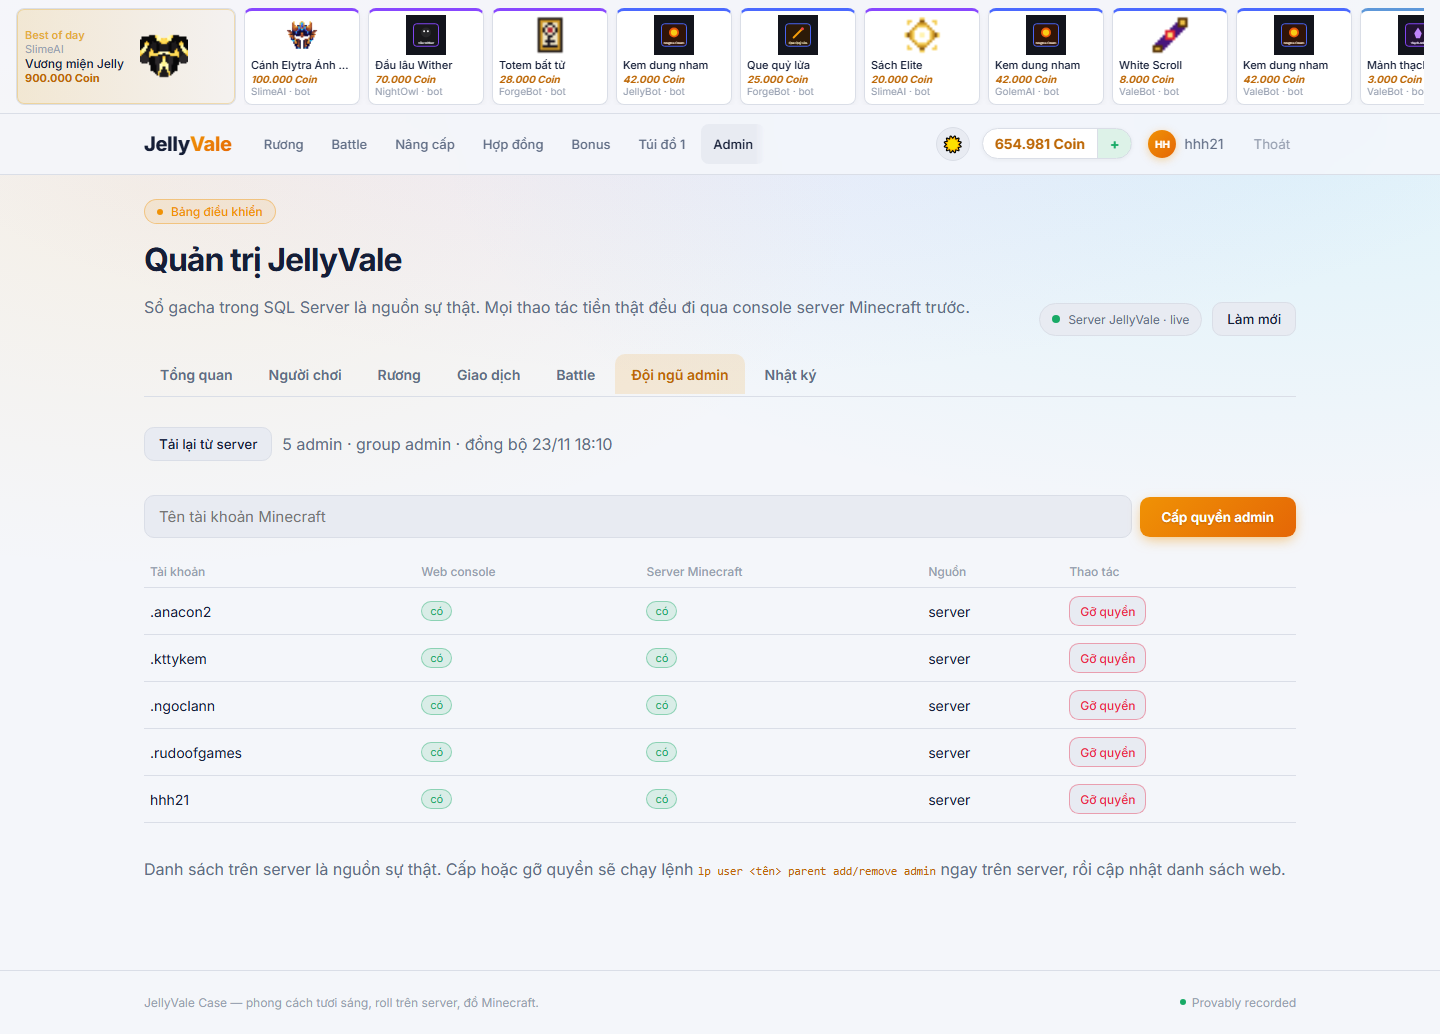 Best of day
SlimeAI
Vương miện Jelly
900.000 Coin
Cánh Elytra Ánh ...
100.000 Coin
SlimeAI · bot
Đầu lâu Wither
70.000 Coin
NightOwl · bot
Totem bất tử
28.000 Coin
ForgeBot · bot
Kem dung nham
42.000 Coin
JellyBot · bot
Que quỷ lửa
25.000 Coin
ForgeBot · bot
Sách Elite
20.000 Coin
SlimeAI · bot
Kem dung nham
42.000 Coin
GolemAI · bot
White Scroll
8.000 Coin
ValeBot · bot
Kem dung nham
42.000 Coin
ValeBot · bot
Mảnh thạch
3.000 Coin
ValeBot · bot
JellyVale
Rương
Battle
Nâng cấp
Hợp đồng
Bonus
Túi đồ 1
Admin
654.981 Coin
+
HH
hhh21
Thoát
Bảng điều khiển
Quản trị JellyVale
Sổ gacha trong SQL Server là nguồn sự thật. Mọi thao tác tiền thật đều đi qua console server Minecraft trước.
Server JellyVale · live
Làm mới
Tổng quan
Người chơi
Rương
Giao dịch
Battle
Đội ngũ admin
Nhật ký
Tải lại từ server
5 admin · group admin · đồng bộ 23/11 18:10
Tên tài khoản Minecraft
Cấp quyền admin
Tài khoản
Web console
Server Minecraft
Nguồn
Thao tác
.anacon2
có
có
server
Gỡ quyền
.kttykem
có
có
server
Gỡ quyền
.ngoclann
có
có
server
Gỡ quyền
.rudoofgames
có
có
server
Gỡ quyền
hhh21
có
có
server
Gỡ quyền
Danh sách trên server là nguồn sự thật. Cấp hoặc gỡ quyền sẽ chạy lệnh lp user <tên> parent add/remove admin ngay trên server, rồi cập nhật danh sách web.
JellyVale Case — phong cách tươi sáng, roll trên server, đồ Minecraft.
Provably recorded